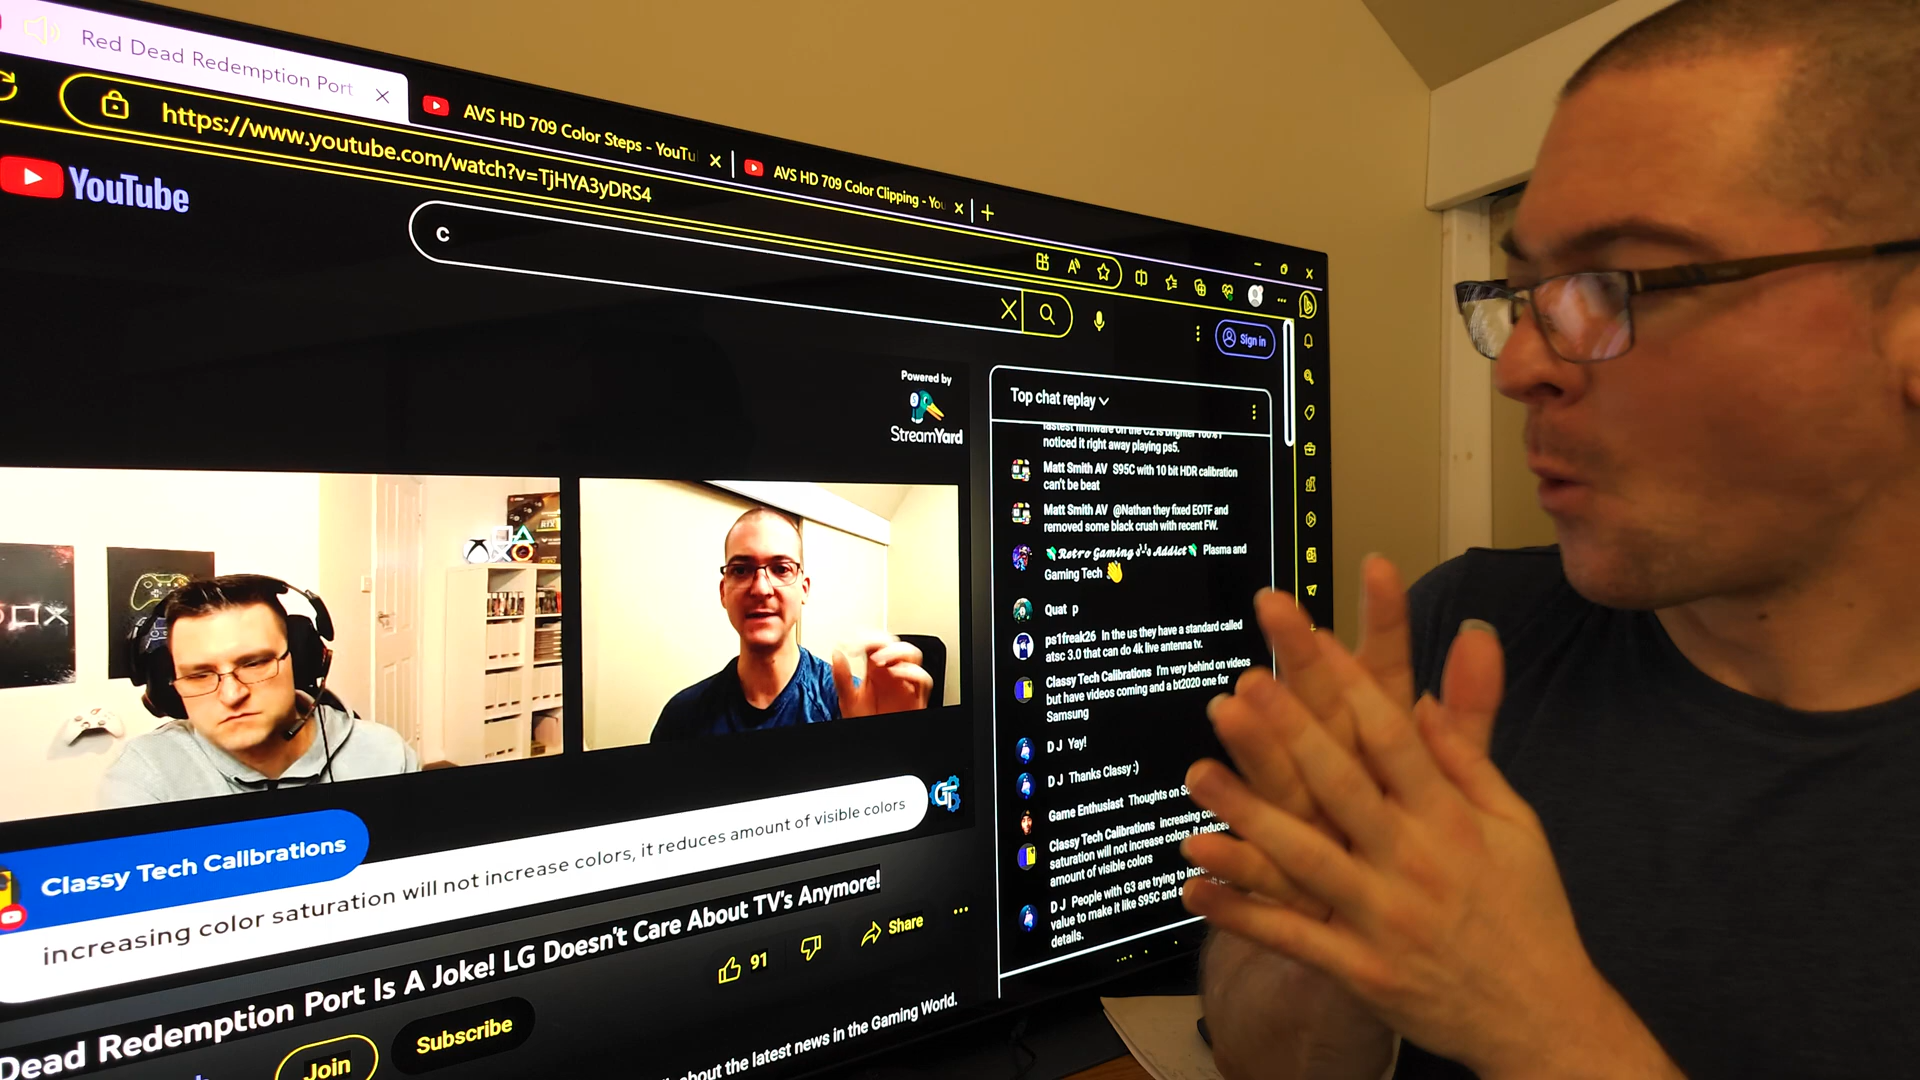 Red Dead Redemption Port
AVS HD 709 Color Steps - YouTu
AVS HD 709 Color Clipping - You
https://www.youtube.com/watch?v=TjHYA3yDRS4
YouTube
c
Sign in
Powered by
StreamYard
Top chat replay
noticed it right away playing ps5.
Matt Smith AV S95C with 10 bit HDR calibration
can't be beat
Matt Smith AV @Nathan they fixed EOTF and
removed some black crush with recent FW.
Retro Gaming Addict Plasma and
Gaming Tech 👏
Quat p
ps1freak26 In the us they have a standard called
atsc 3.0 that can do 4k live antenna tv.
Classy Tech Calibrations I'm very behind on videos
but have videos coming and a bt2020 one for
Samsung
D J Yay!
D J Thanks Classy :)
Game Enthusiast Thoughts on
Classy Tech Calibrations increasing
saturation will not increase colors, it reduces
amount of visible colors
D J People with G3 are trying to
value to make it like S95C and
details.
Classy Tech Calibrations
increasing color saturation will not increase colors, it reduces amount of visible colors
GT
Dead Redemption Port Is A Joke! LG Doesn't Care About TV's Anymore!
91
Share
Join
Subscribe
about the latest news in the Gaming World.